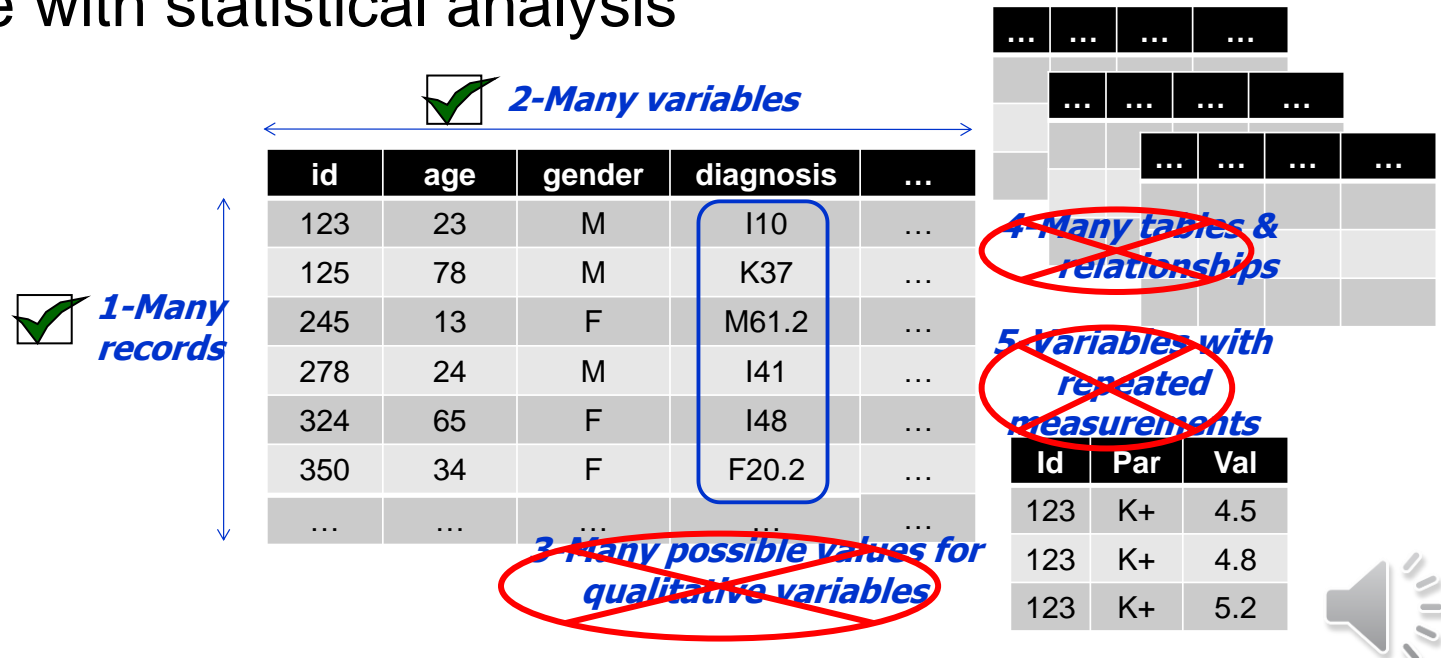 e with statistical analysis
2-Many variables
id age gender diagnosis …
123 23 M I10 …
125 78 M K37 …
245 13 F M61.2 …
278 24 M I41 …
324 65 F I48 …
350 34 F F20.2 …
… … … … …
1-Many
records
3-Many possible values for
qualitative variables
… … … …
… … … …
… … … …
4-Many tables &
relationships
5-Variables with
repeated
measurements
Id Par Val
123 K+ 4.5
123 K+ 4.8
123 K+ 5.2